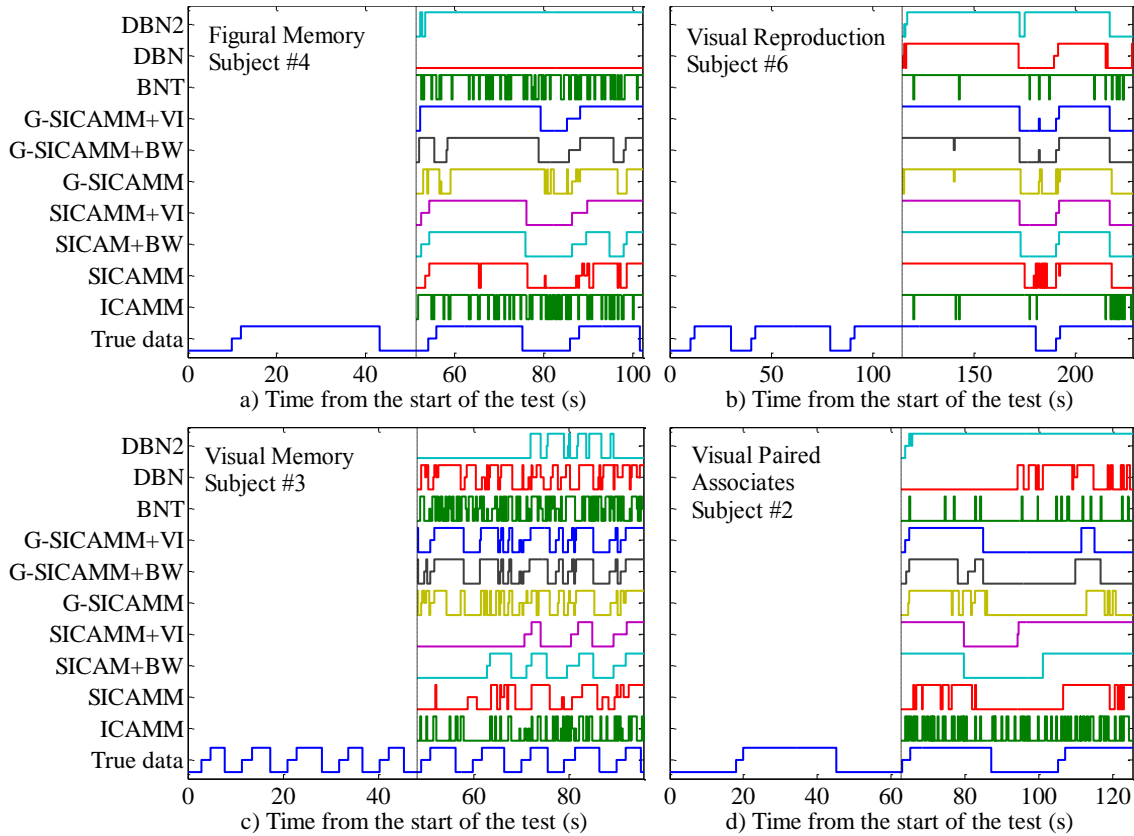 DBN2
DBN
BNT
G-SICAMM+VI
G-SICAMM+BW
G-SICAMM
SICAMM+VI
SICAM+BW
SICAMM
ICAMM
True data
Figural Memory
Subject #4
0 20 40 60 80 100
a) Time from the start of the test (s)
Visual Reproduction
Subject #6
0 50 100 150 200
b) Time from the start of the test (s)
DBN2
DBN
BNT
G-SICAMM+VI
G-SICAMM+BW
G-SICAMM
SICAMM+VI
SICAM+BW
SICAMM
ICAMM
True data
Visual Memory
Subject #3
0 20 40 60 80
c) Time from the start of the test (s)
Visual Paired
Associates
Subject #2
0 20 40 60 80 100 120
d) Time from the start of the test (s)